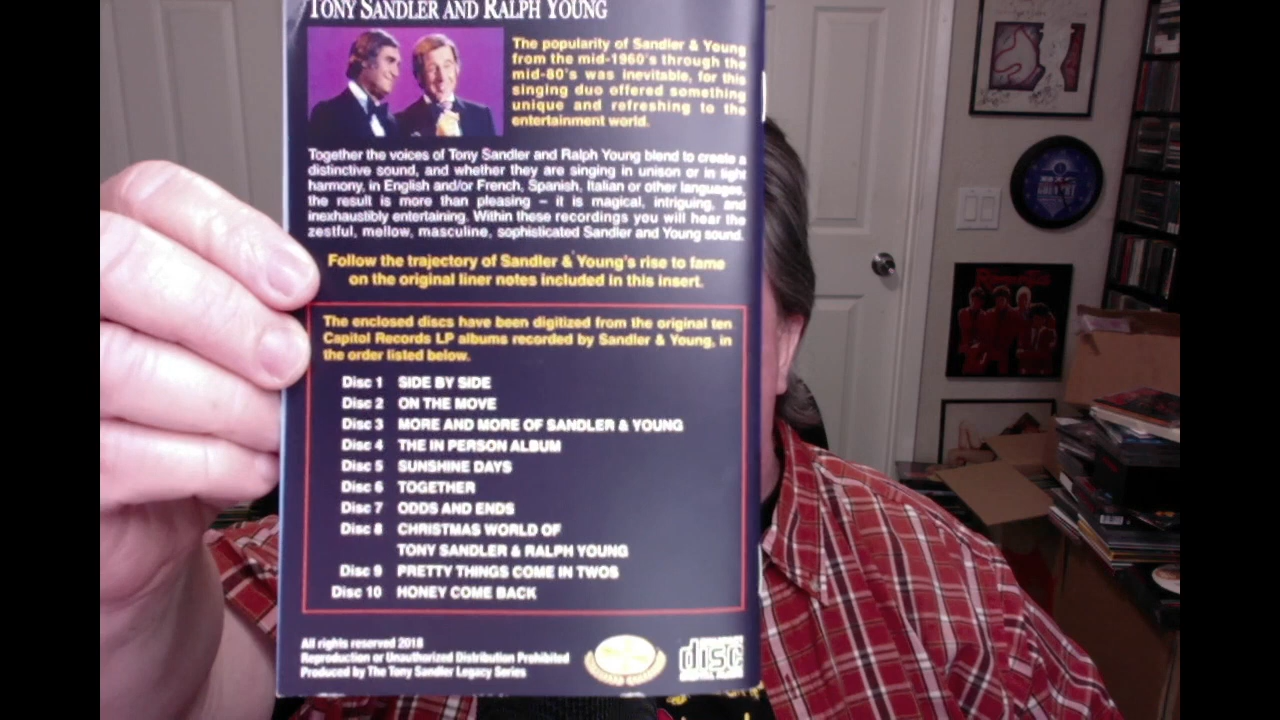 TONY SANDLER AND RALPH YOUNG
The popularity of Sandler & Young
from the mid-1960's through the
mid-80's was inevitable, for this
singing duo offered something
unique and refreshing to the
entertainment world.
Together the voices of Tony Sandler and Ralph Young blend to create a
distinctive sound, and whether they are singing in unison or in tight
harmony, in English and/or French, Spanish, Italian or other languages,
the result is more than pleasing – it is magical, intriguing, and
inexhaustibly entertaining. Within these recordings you will hear the
zestful, mellow, masculine, sophisticated Sandler and Young sound.
Follow the trajectory of Sandler & Young's rise to fame
on the original liner notes included in this insert.
The enclosed discs have been digitized from the original ten
Capitol Records LP albums recorded by Sandler & Young, in
the order listed below.
Disc 1 SIDE BY SIDE
Disc 2 ON THE MOVE
Disc 3 MORE AND MORE OF SANDLER & YOUNG
Disc 4 THE IN PERSON ALBUM
Disc 5 SUNSHINE DAYS
Disc 6 TOGETHER
Disc 7 ODDS AND ENDS
Disc 8 CHRISTMAS WORLD OF
TONY SANDLER & RALPH YOUNG
Disc 9 PRETTY THINGS COME IN TWOS
Disc 10 HONEY COME BACK
All rights reserved 2018
Reproduction or Unauthorized Distribution Prohibited
Produced by The Tony Sandler Legacy Series
disc